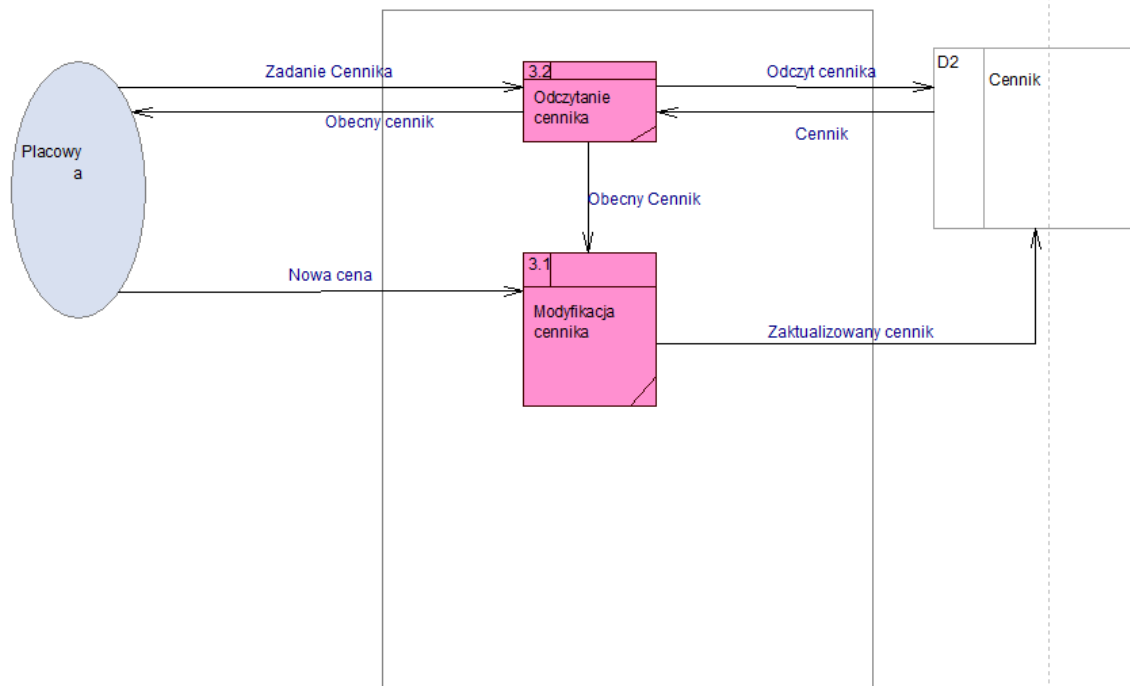 Zadanie Cennika
Obecny cennik
Placowy
a
3.2
Odczytanie
cennika
Odczyt cennika
Cennik
D2
Cennik
Obecny Cennik
Nowa cena
3.1
Modyfikacja
cennika
Zaktualizowany cennik